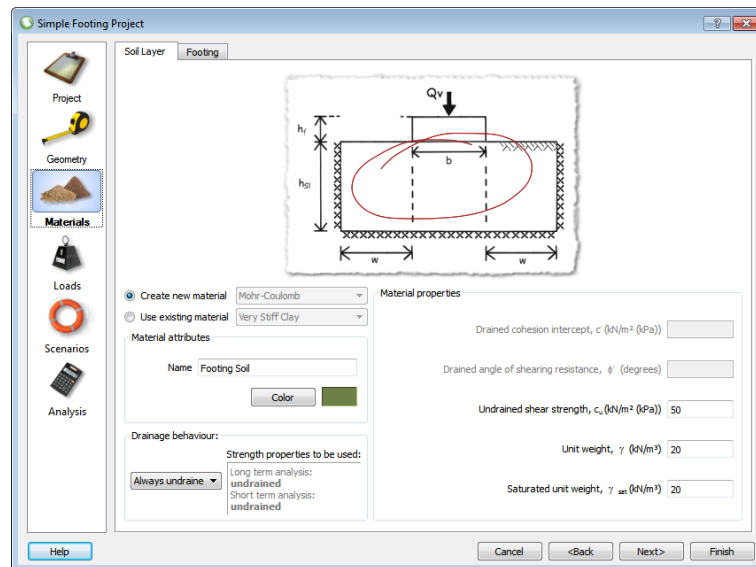 Simple Footing Project
Project
Geometry
Materials
Loads
Scenarios
Analysis
Soil Layer
Footing
Qv
hf
b
hSl
w
w
Create new material
Mohr-Coulomb
Use existing material
Very Stiff Clay
Material attributes
Name
Footing Soil
Color
Drainage behaviour:
Always undraine
Strength properties to be used:
Long term analysis:
undrained
Short term analysis:
undrained
Material properties
Drained cohesion intercept, c' (kN/m² (kPa))
Drained angle of shearing resistance, ϕ' (degrees)
Undrained shear strength, cu (kN/m² (kPa)) 50
Unit weight, γ (kN/m³) 20
Saturated unit weight, γ sat (kN/m³) 20
Help
Cancel
<Back
Next>
Finish